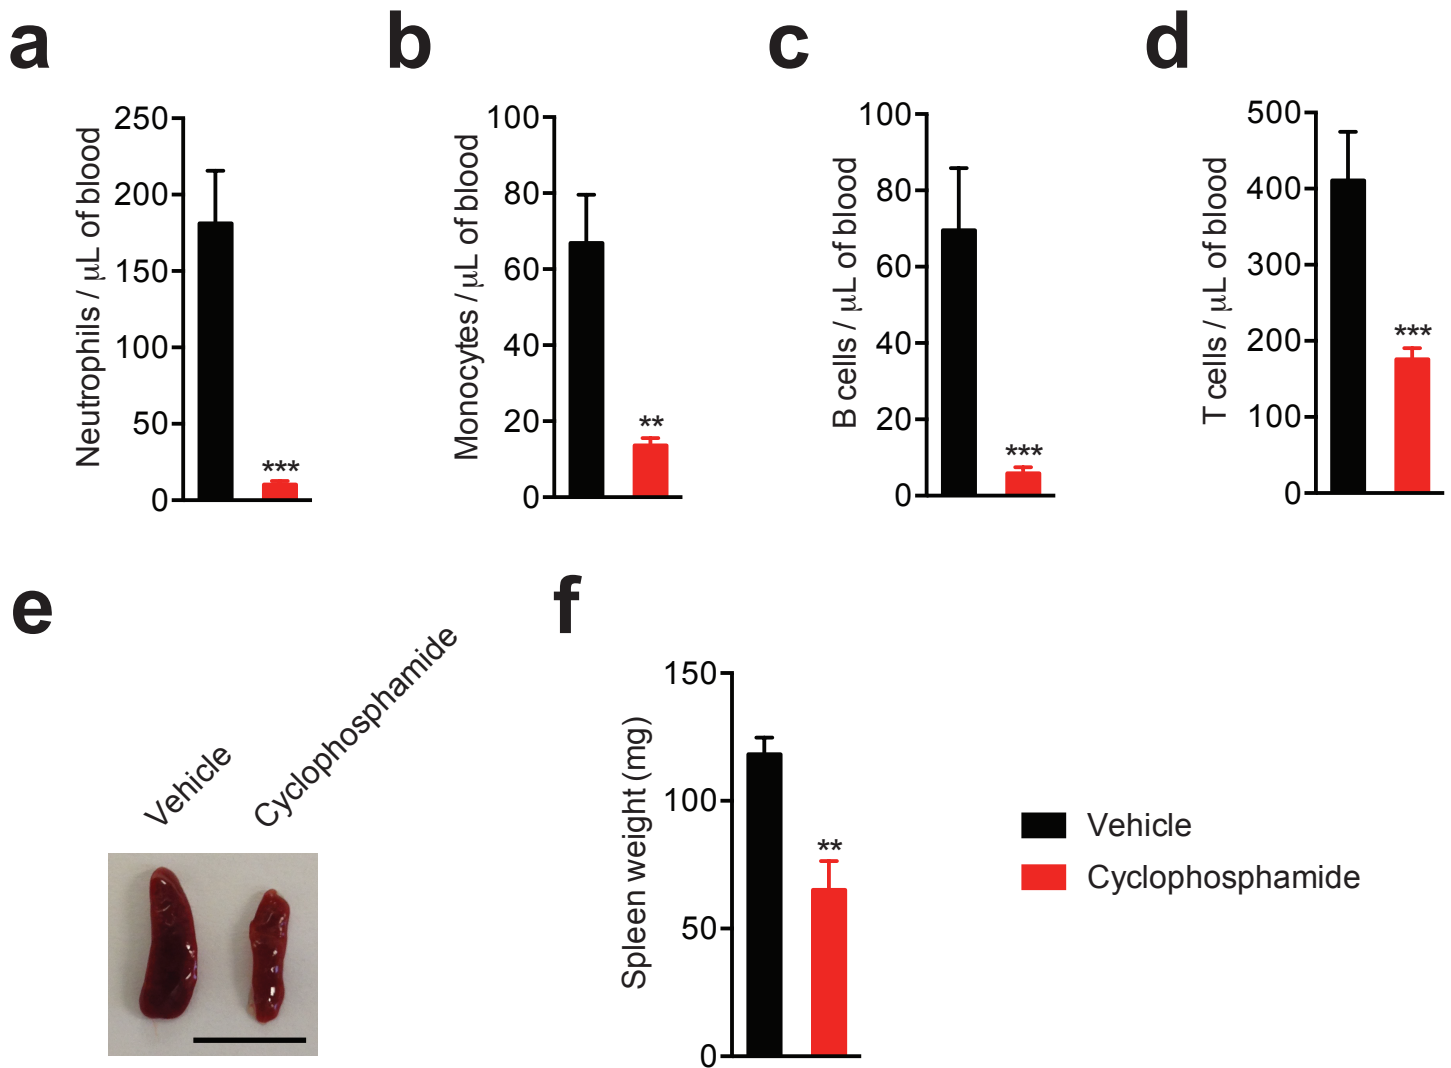 a
b
c
d
Neutrophils / μL of blood
250
200
150
100
50
0
***
Monocytes / μL of blood
100
80
60
40
20
0
**
B cells / μL of blood
100
80
60
40
20
0
***
T cells / μL of blood
500
400
300
200
100
0
***
e
f
Vehicle
Cyclophosphamide
Spleen weight (mg)
150
100
50
0
**
Vehicle
Cyclophosphamide